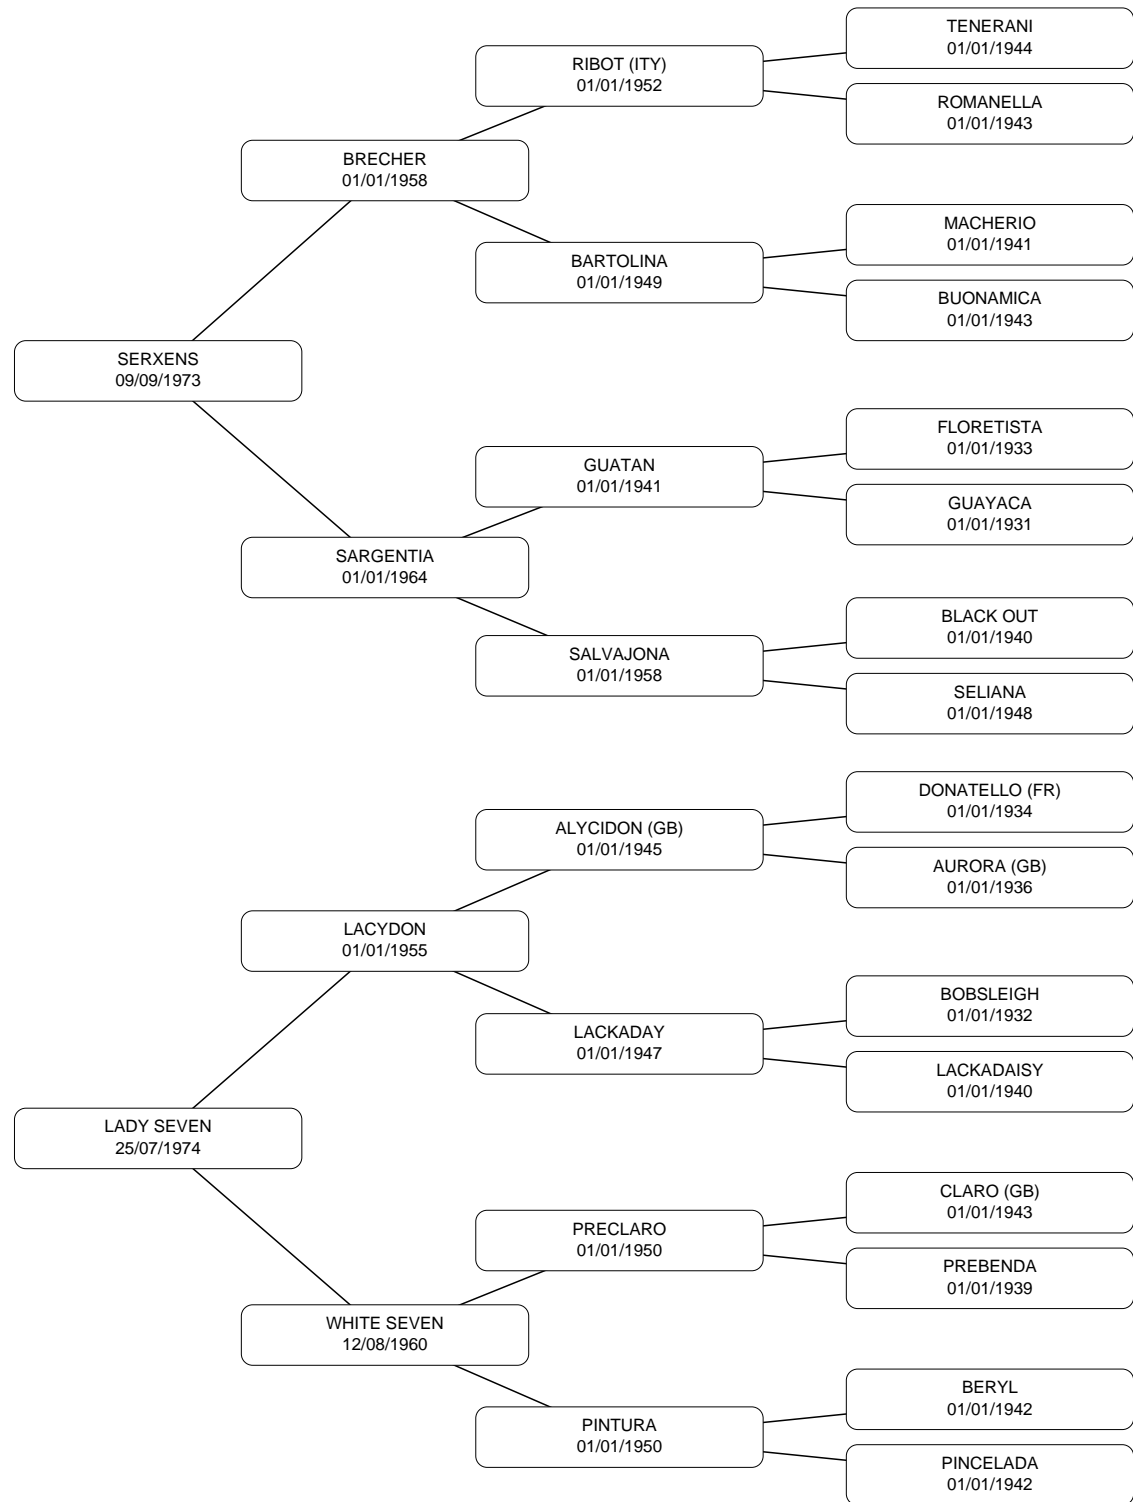 TENERANI
01/01/1944
RIBOT (ITY)
01/01/1952
ROMANELLA
01/01/1943
BRECHER
01/01/1958
MACHERIO
01/01/1941
BARTOLINA
01/01/1949
BUONAMICA
01/01/1943
SERXENS
09/09/1973
FLORETISTA
01/01/1933
GUATAN
01/01/1941
GUAYACA
01/01/1931
SARGENTIA
01/01/1964
BLACK OUT
01/01/1940
SALVAJONA
01/01/1958
SELIANA
01/01/1948
DONATELLO (FR)
01/01/1934
ALYCIDON (GB)
01/01/1945
AURORA (GB)
01/01/1936
LACYDON
01/01/1955
BOBSLEIGH
01/01/1932
LACKADAY
01/01/1947
LACKADAISY
01/01/1940
LADY SEVEN
25/07/1974
CLARO (GB)
01/01/1943
PRECLARO
01/01/1950
PREBENDA
01/01/1939
WHITE SEVEN
12/08/1960
BERYL
01/01/1942
PINTURA
01/01/1950
PINCELADA
01/01/1942